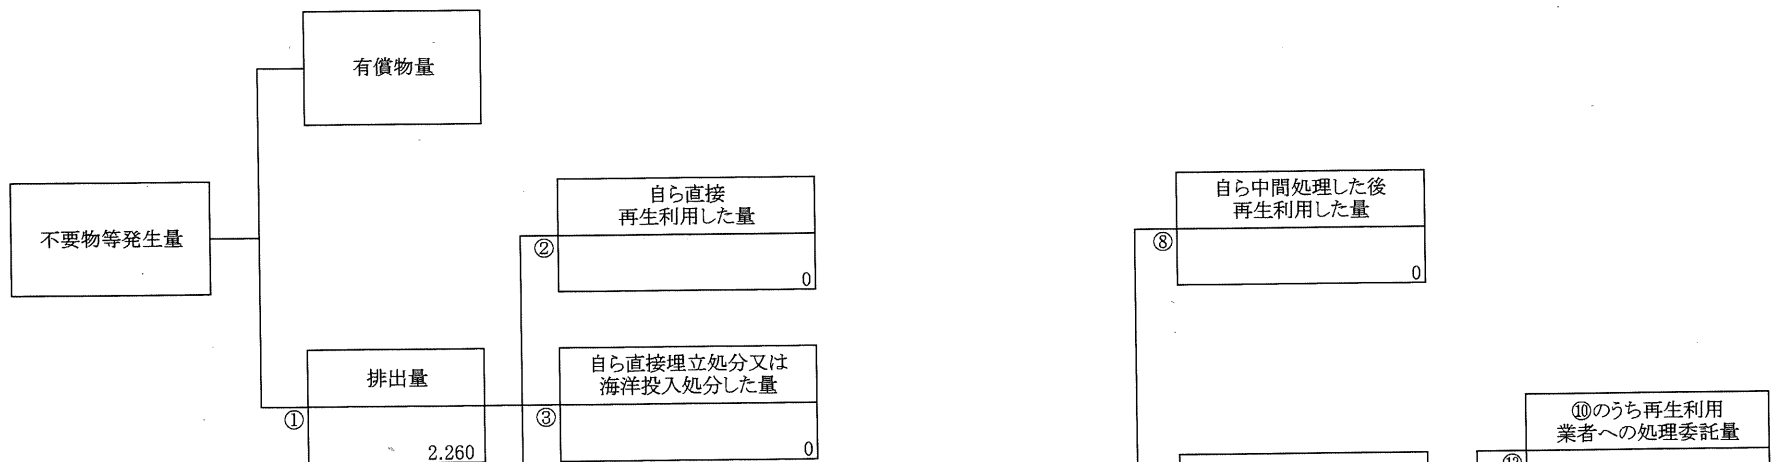 有償物量
不要物等発生量
自ら直接
再生利用した量
②
0
自ら中間処理した後
再生利用した量
⑧
0
排出量
①
2.260
自ら直接埋立処分又は
海洋投入処分した量
③
0
⑩のうち再生利用
業者への処理委託量